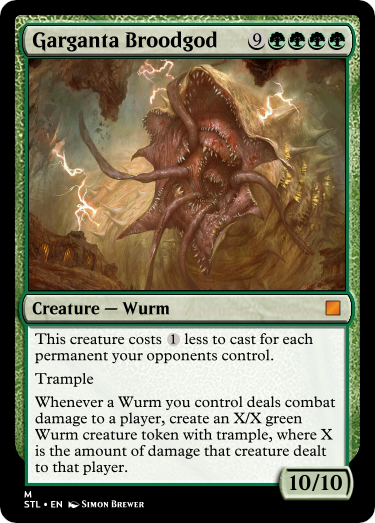 Garganta Broodgod 9
Creature — Wurm
This creature costs 1 less to cast for each
permanent your opponents control.
Trample
Whenever a Wurm you control deals combat
damage to a player, create an X/X green
Wurm creature token with trample, where X
is the amount of damage that creature dealt
to that player.
10/10
M
STL • EN Simon Brewer